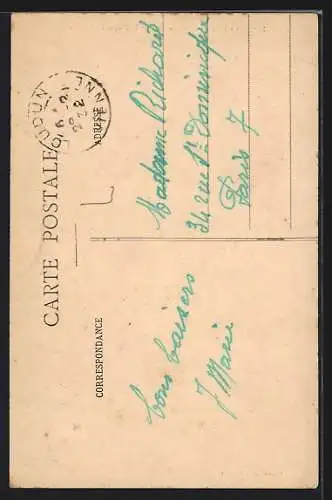 CARTE POSTALE
CORRESPONDANCE
ADRESSE
bons baisers
J Marie
Madame Richard
34 rue St Dominique
Paris 7